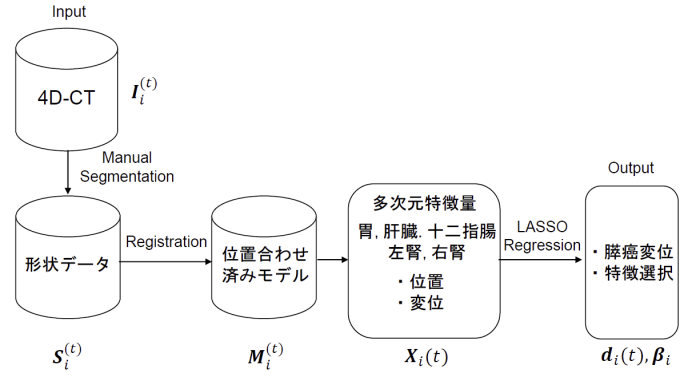 Input
4D-CT
I_i^{(t)}
Manual
Segmentation
形状データ
S_i^{(t)}
Registration
位置合わせ
済みモデル
M_i^{(t)}
多次元特徴量
胃, 肝臓. 十二指腸
左腎, 右腎
・位置
・変位
X_i(t)
LASSO
Regression
Output
・膵癌変位
・特徴選択
d_i(t), β_i